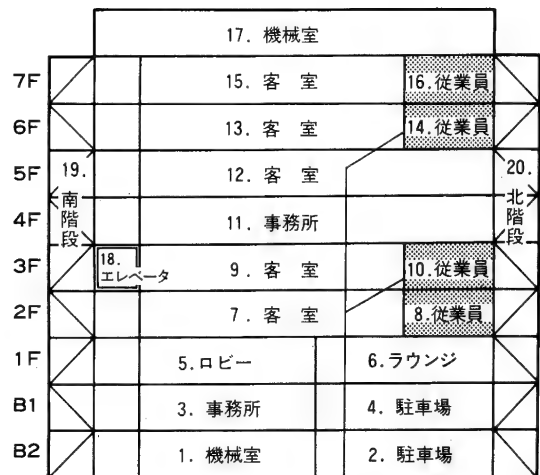 17. 機械室
7F 15. 客 室 16.従業員
6F 13. 客 室 14.従業員
5F 19. 12. 客 室 20.
南階段 北階段
4F 11. 事務所
3F 18. エレベータ 9. 客 室 10.従業員
2F 7. 客 室 8.従業員
1F 5.ロビー 6.ラウンジ
B1 3. 事務所 4. 駐車場
B2 1. 機械室 2. 駐車場